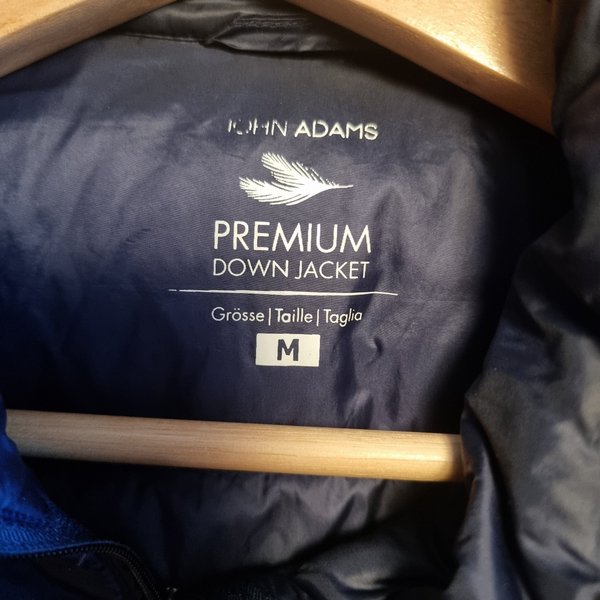 JOHN ADAMS
PREMIUM
DOWN JACKET
Grösse|Taille|Taglia
M